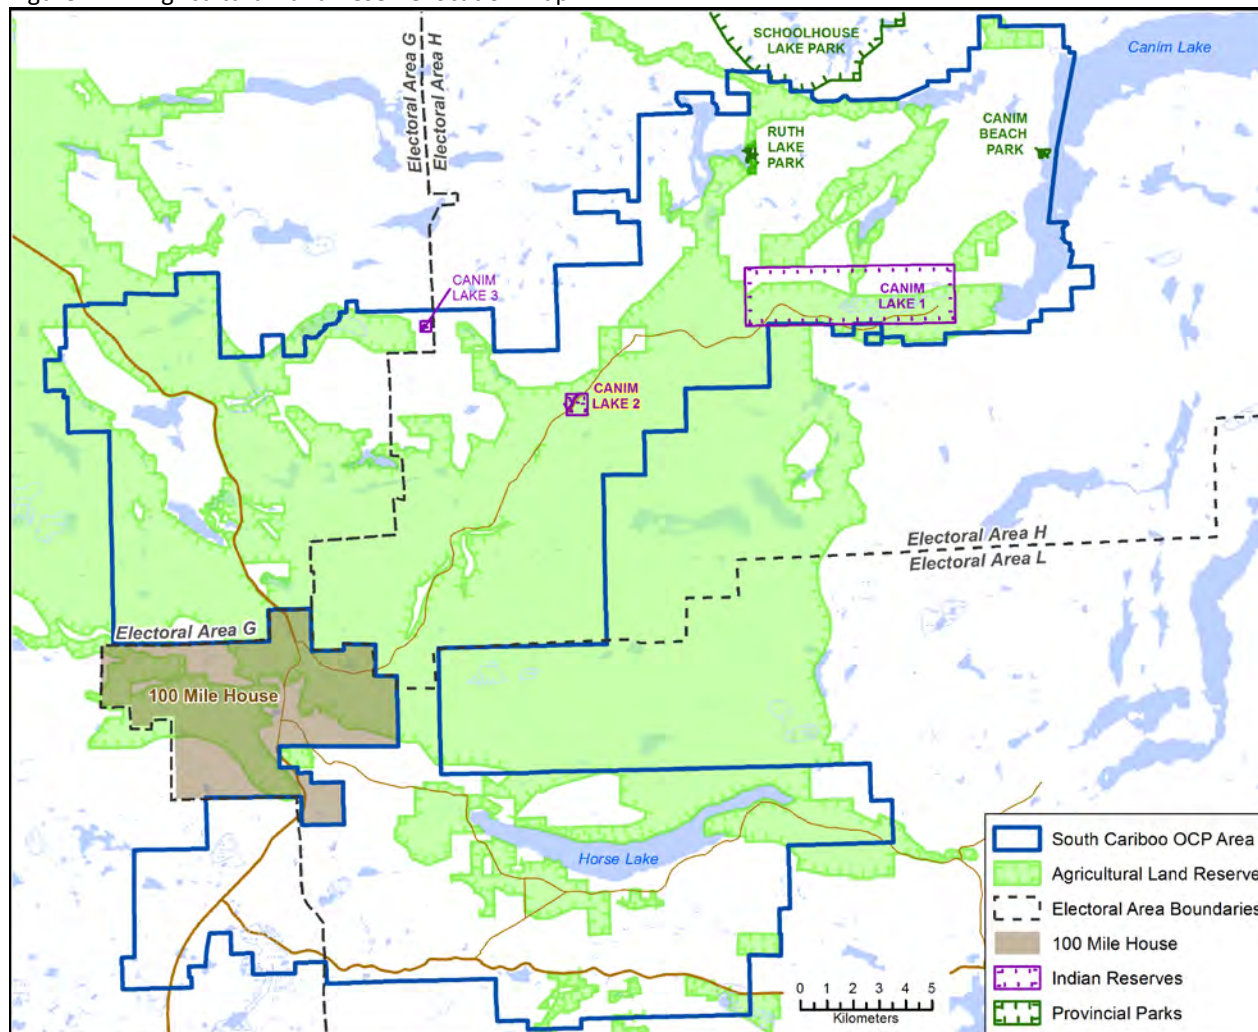 SCHOOLHOUSE
LAKE PARK
Canim Lake
Electoral Area G
Electoral Area H
RUTH
LAKE
PARK
CANIM
BEACH
PARK
CANIM
LAKE 3
CANIM
LAKE 1
CANIM
LAKE 2
Electoral Area H
Electoral Area L
Electoral Area G
100 Mile House
Horse Lake
South Cariboo OCP Area
Agricultural Land Reserve
Electoral Area Boundaries
100 Mile House
Indian Reserves
Provincial Parks
0 1 2 3 4 5
Kilometers